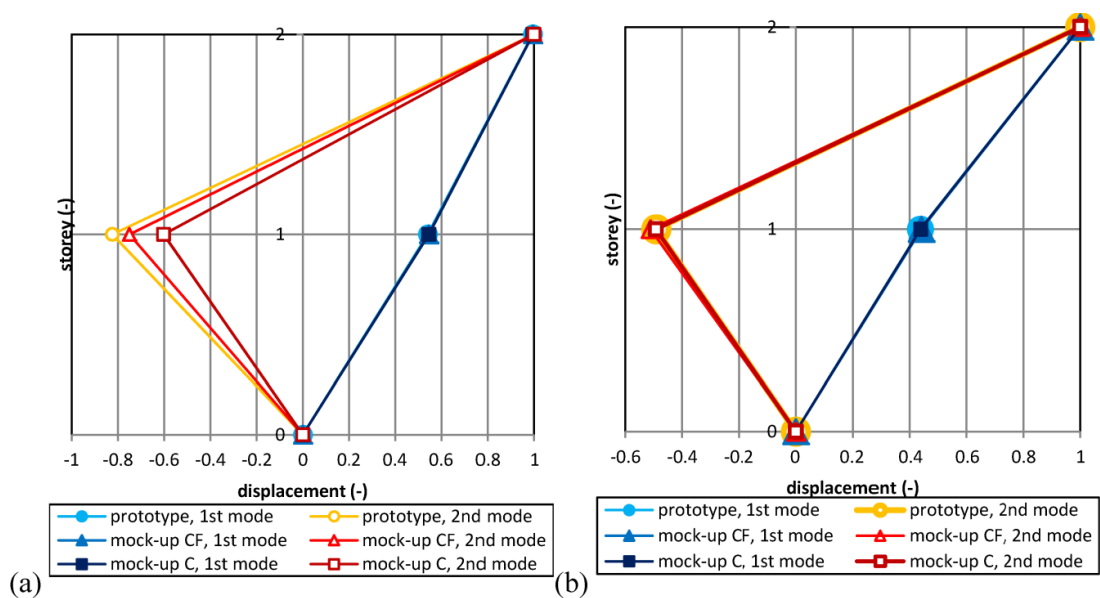 2
1
0
storey (-)
-1 -0.8 -0.6 -0.4 -0.2 0 0.2 0.4 0.6 0.8 1
displacement (-)
prototype, 1st mode prototype, 2nd mode
mock-up CF, 1st mode mock-up CF, 2nd mode
mock-up C, 1st mode mock-up C, 2nd mode
(a)
2
1
0
storey (-)
-0.6 -0.4 -0.2 0 0.2 0.4 0.6 0.8 1
displacement (-)
prototype, 1st mode prototype, 2nd mode
mock-up CF, 1st mode mock-up CF, 2nd mode
mock-up C, 1st mode mock-up C, 2nd mode
(b)